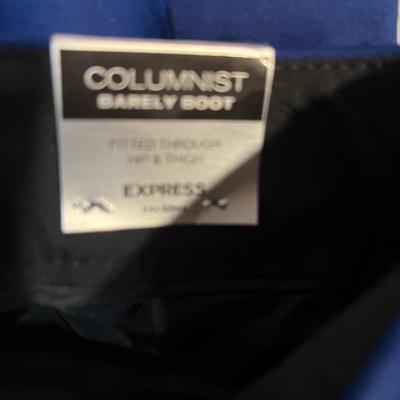 COLUMNIST
BARELY BOOT
FITTED THROUGH
HIP & THIGH
EXPRESS